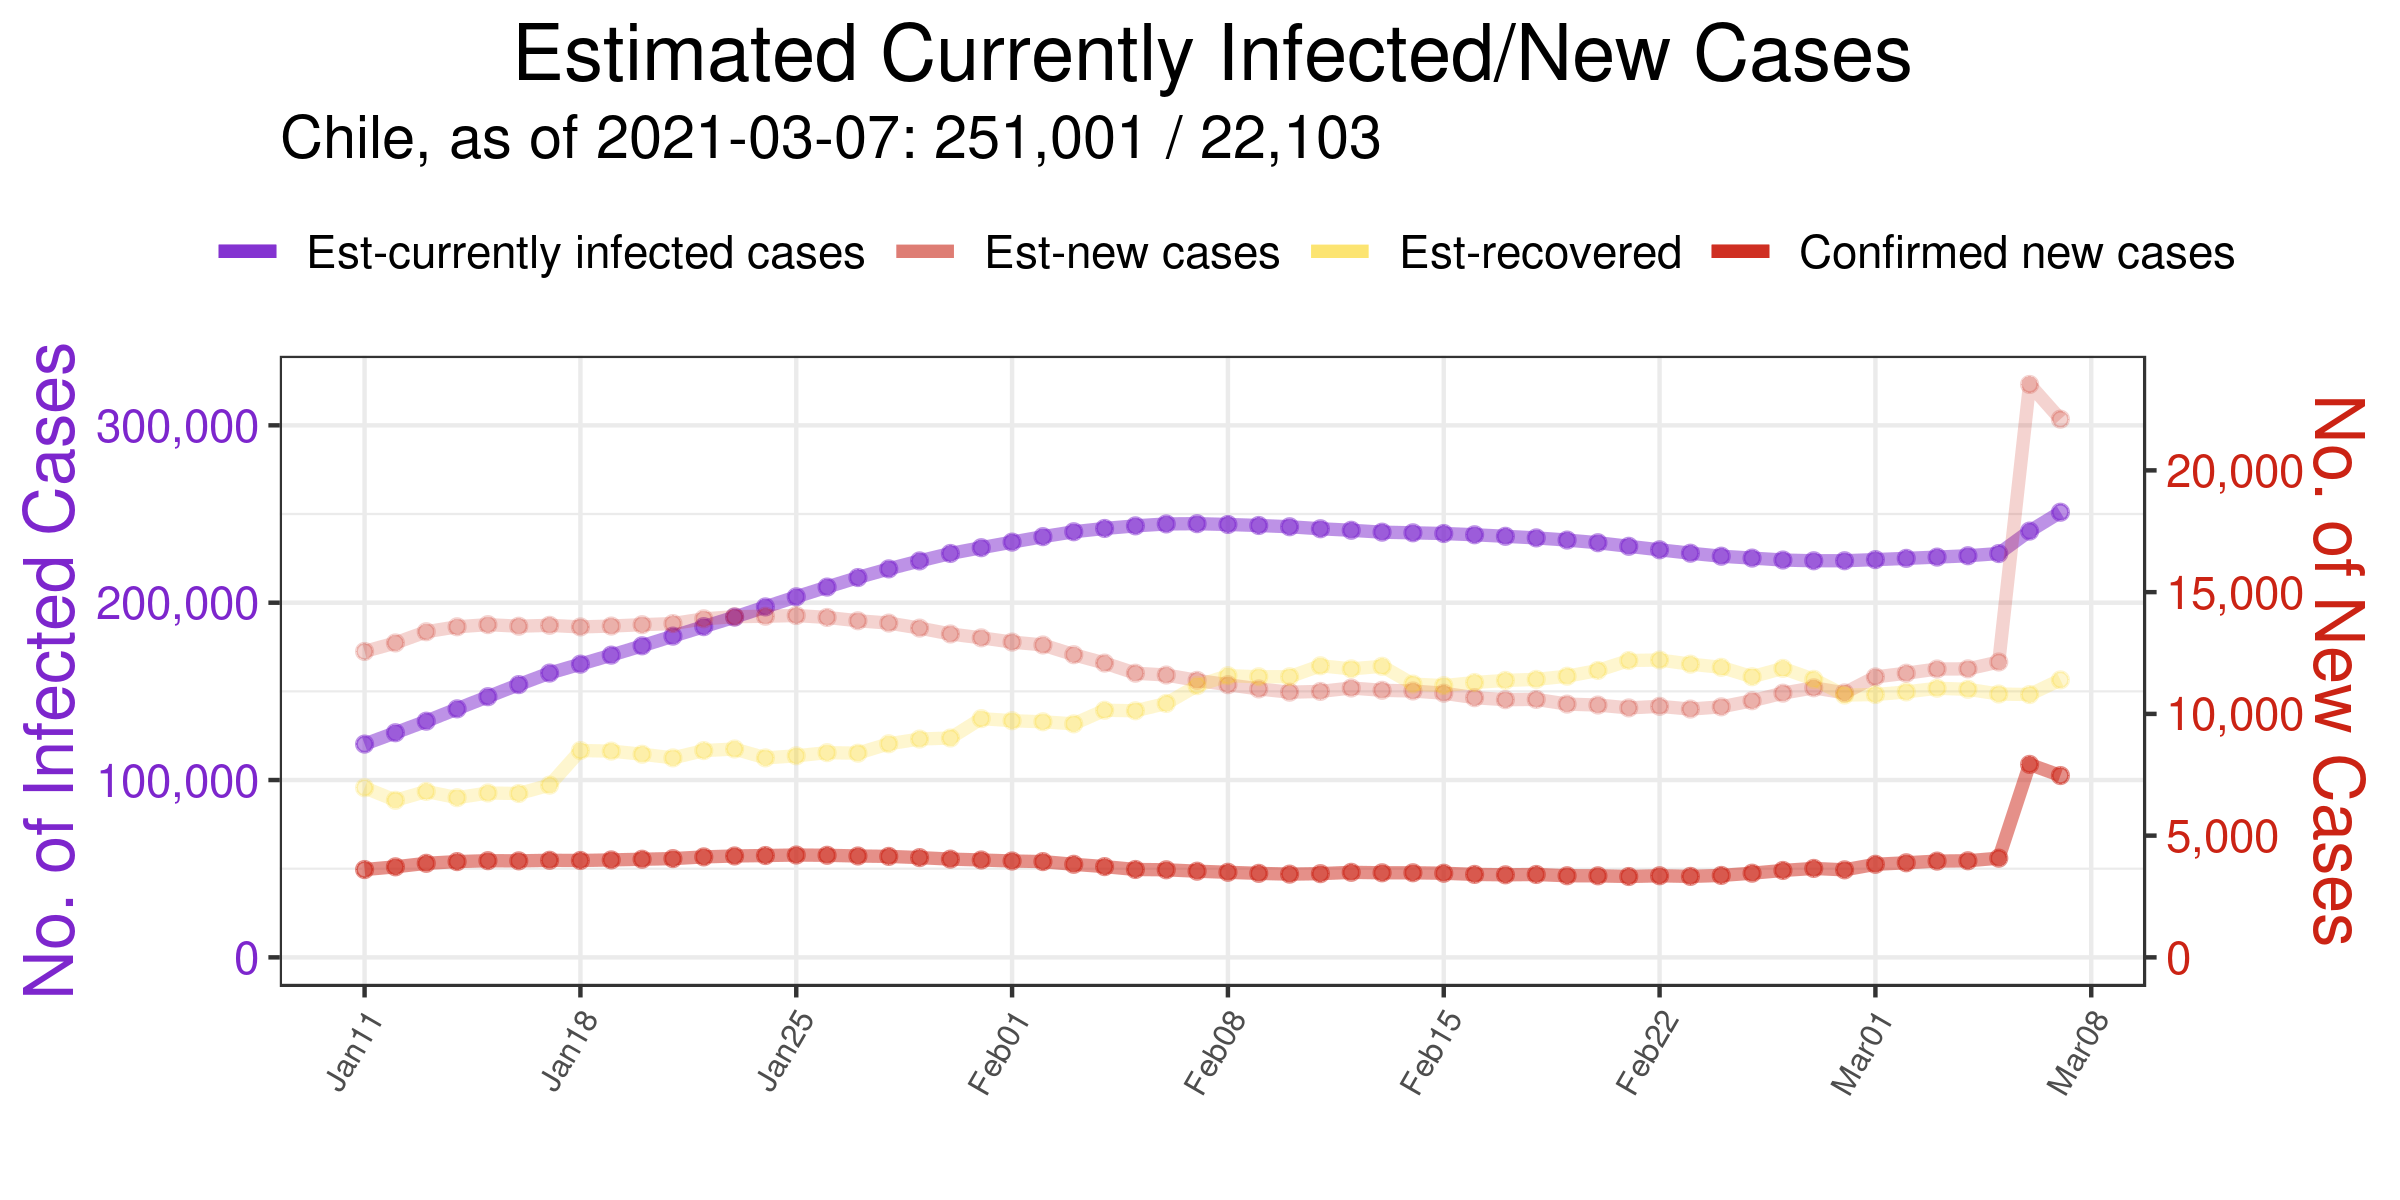 Estimated Currently Infected/New Cases
Chile, as of 2021-03-07: 251,001 / 22,103
Est-currently infected cases Est-new cases Est-recovered Confirmed new cases
No. of Infected Cases
300,000
200,000
100,000
0
20,000
15,000
10,000
5,000
0
No. of New Cases
Jan11 Jan18 Jan25 Feb01 Feb08 Feb15 Feb22 Mar01 Mar08